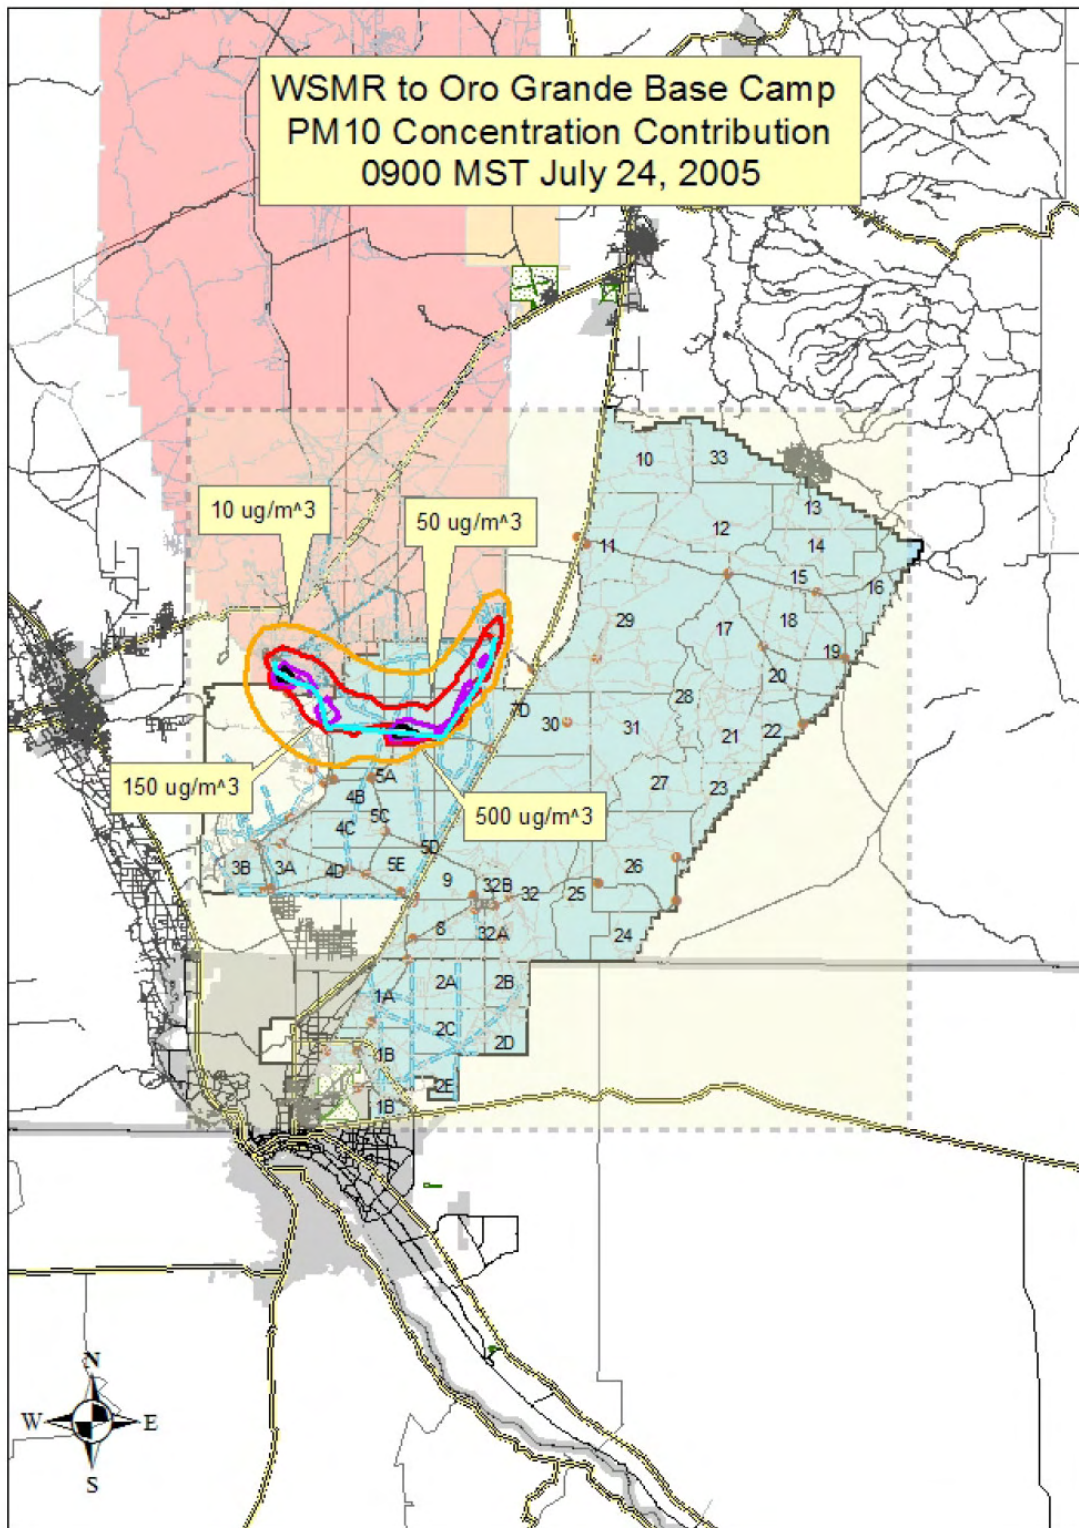 WSMR to Oro Grande Base Camp
PM10 Concentration Contribution
0900 MST July 24, 2005
10
33
10 ug/m^3
50 ug/m^3
13
12
11
14
15
16
29
17
18
19
20
28
7D
30
31
21
22
150 ug/m^3
5A
27
23
4B
500 ug/m^3
5C
4C
5D
3B
3A
4D
5E
9
32B
32
25
26
8
32A
24
2A
2B
1A
2C
2D
1B
2E
1B
N
W
E
S